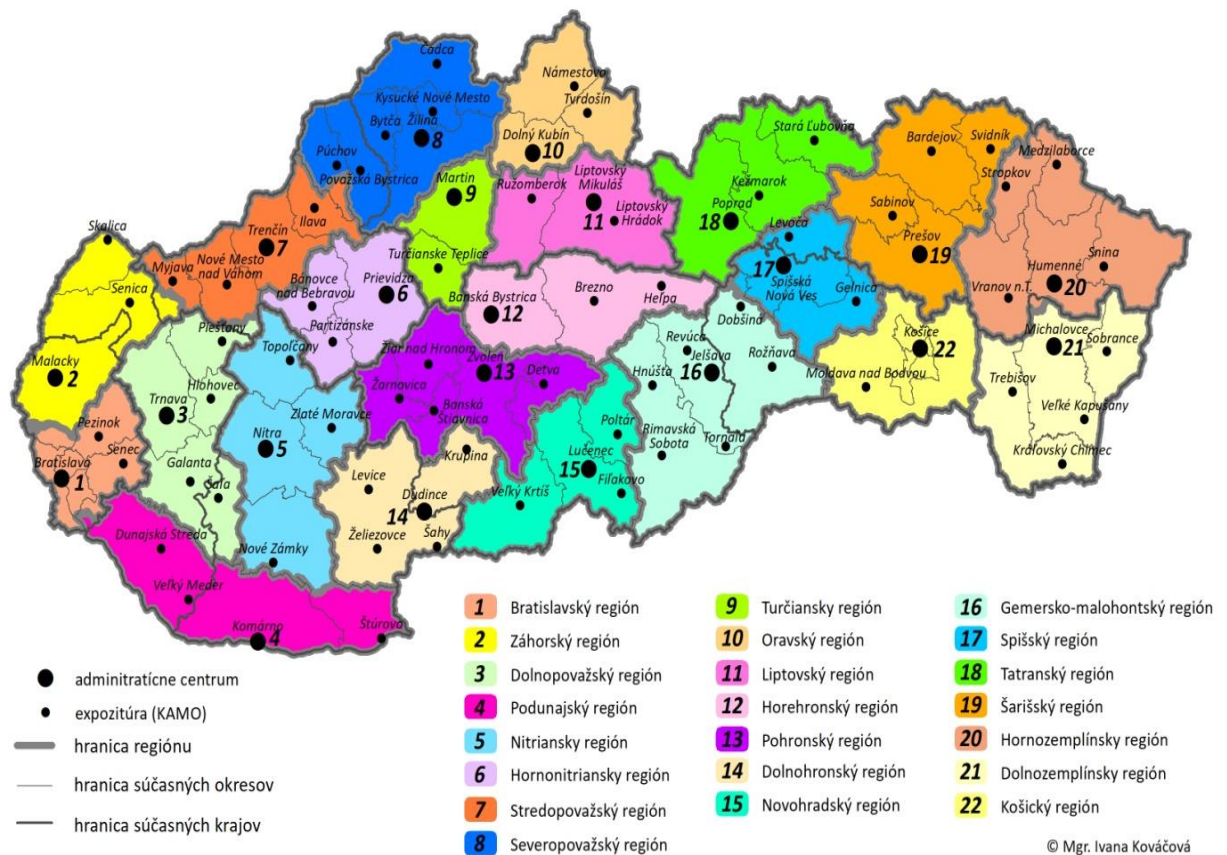 Čadca
Námestovo
Kysucké Nové Mesto
Tvrdošín
Bytča
Žilina
8
Dolný Kubín
10
Stará Ľubovňa
Bardejov
Svidník
Medzilaborce
Stropkov
Púchov
Považská Bystrica
Martin
9
Ružomberok
Liptovský
Mikuláš
11
Liptovský
Hrádok
Kežmarok
Poprad
18
Sabinov
Levoča
Prešov
19
Ilava
Trenčín
7
Skalica
Myjava
Nové Mesto
nad Váhom
Turčianske Teplice
Bánovce
nad Bebravou
Prievidza
6
Banská Bystrica
12
Brezno
Heľpa
17
Spišská
Nová Ves
Gelnica
Humenné
20
Snina
Vranov n.T.
Senica
Piešťany
Partizánske
Topoľčany
Žiar nad Hronom
Zvolen
13
Detva
Dobšiná
Revúca
Jelšava
16
Rožňava
Košice
22
Moldava nad Bodvou
Michalovce
21
Sobrance
Malacky
2
Hlohovec
Trnava
3
Zlaté Moravce
Nitra
5
Žarnovica
Banská
Štiavnica
Hnúšťa
Rimavská
Sobota
Tornaľa
Trebišov
Veľké Kapušany
Kráľovský Chlmec
Pezinok
Senec
Bratislava
1
Galanta
Šaľa
Krupina
Levice
Dudince
14
Želiezovce
Šahy
Poltár
Lučenec
15
Fiľakovo
Veľký Krtíš
Dunajská Streda
Nové Zámky
Veľký Meder
Komárno
4
Štúrovo
adminitratícne centrum
expozitúra (KAMO)
hranica regiónu
hranica súčasných okresov
hranica súčasných krajov
1 Bratislavský región
2 Záhorský región
3 Dolnopovažský región
4 Podunajský región
5 Nitriansky región
6 Hornonitriansky región
7 Stredopovažský región
8 Severopovažský región
9 Turčiansky región
10 Oravský región
11 Liptovský región
12 Horehronský región
13 Pohronský región
14 Dolnohronský región
15 Novohradský región
16 Gemersko-malohontský región
17 Spišský región
18 Tatranský región
19 Šarišský región
20 Hornozemplínsky región
21 Dolnozemplínsky región
22 Košický región
© Mgr. Ivana Kováčová